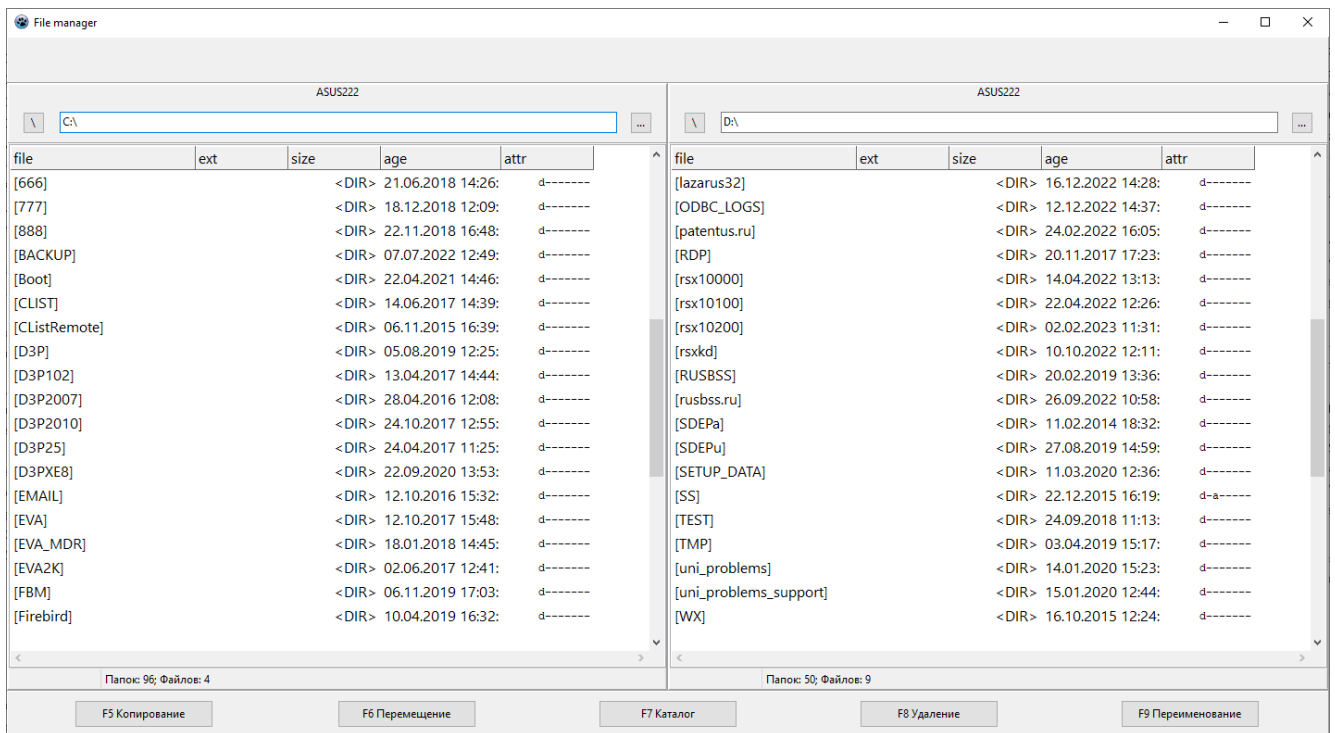 File manager
ASUS222
\ C:\ ...
file ext size age attr
[666] <DIR> 21.06.2018 14:26: d-------
[777] <DIR> 18.12.2018 12:09: d-------
[888] <DIR> 22.11.2018 16:48: d-------
[BACKUP] <DIR> 07.07.2022 12:49: d-------
[Boot] <DIR> 22.04.2021 14:46: d-------
[CLIST] <DIR> 14.06.2017 14:39: d-------
[CListRemote] <DIR> 06.11.2015 16:39: d-------
[D3P] <DIR> 05.08.2019 12:25: d-------
[D3P102] <DIR> 13.04.2017 14:44: d-------
[D3P2007] <DIR> 28.04.2016 12:08: d-------
[D3P2010] <DIR> 24.10.2017 12:55: d-------
[D3P25] <DIR> 24.04.2017 11:25: d-------
[D3PXE8] <DIR> 22.09.2020 13:53: d-------
[EMAIL] <DIR> 12.10.2016 15:32: d-------
[EVA] <DIR> 12.10.2017 15:48: d-------
[EVA_MDR] <DIR> 18.01.2018 14:45: d-------
[EVA2K] <DIR> 02.06.2017 12:41: d-------
[FBM] <DIR> 06.11.2019 17:03: d-------
[Firebird] <DIR> 10.04.2019 16:32: d-------
Папок: 96; Файлов: 4
ASUS222
\ D:\ ...
file ext size age attr
[lazarus32] <DIR> 16.12.2022 14:28: d-------
[ODBC_LOGS] <DIR> 12.12.2022 14:37: d-------
[patentus.ru] <DIR> 24.02.2022 16:05: d-------
[RDP] <DIR> 20.11.2017 17:23: d-------
[rsx10000] <DIR> 14.04.2022 13:13: d-------
[rsx10100] <DIR> 22.04.2022 12:26: d-------
[rsx10200] <DIR> 02.02.2023 11:31: d-------
[rsxkd] <DIR> 10.10.2022 12:11: d-------
[RUSBSS] <DIR> 20.02.2019 13:36: d-------
[rusbss.ru] <DIR> 26.09.2022 10:58: d-------
[SDEPa] <DIR> 11.02.2014 18:32: d-------
[SDEPu] <DIR> 27.08.2019 14:59: d-------
[SETUP_DATA] <DIR> 11.03.2020 12:36: d-------
[SS] <DIR> 22.12.2015 16:19: d-a-----
[TEST] <DIR> 24.09.2018 11:13: d-------
[TMP] <DIR> 03.04.2019 15:17: d-------
[uni_problems] <DIR> 14.01.2020 15:23: d-------
[uni_problems_support] <DIR> 15.01.2020 12:44: d-------
[WX] <DIR> 16.10.2015 12:24: d-------
Папок: 50; Файлов: 9
F5 Копирование F6 Перемещение F7 Каталог F8 Удаление F9 Переименование